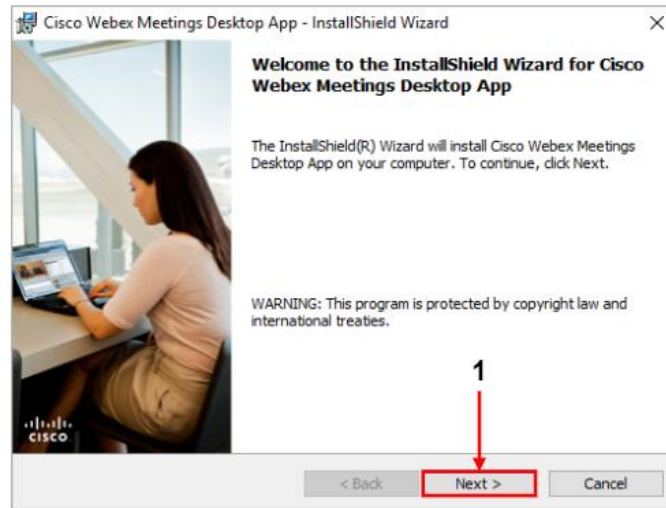 Cisco Webex Meetings Desktop App - InstallShield Wizard
Welcome to the InstallShield Wizard for Cisco
Webex Meetings Desktop App
The InstallShield(R) Wizard will install Cisco Webex Meetings
Desktop App on your computer. To continue, click Next.
WARNING: This program is protected by copyright law and
international treaties.
1
CISCO
< Back
Next >
Cancel